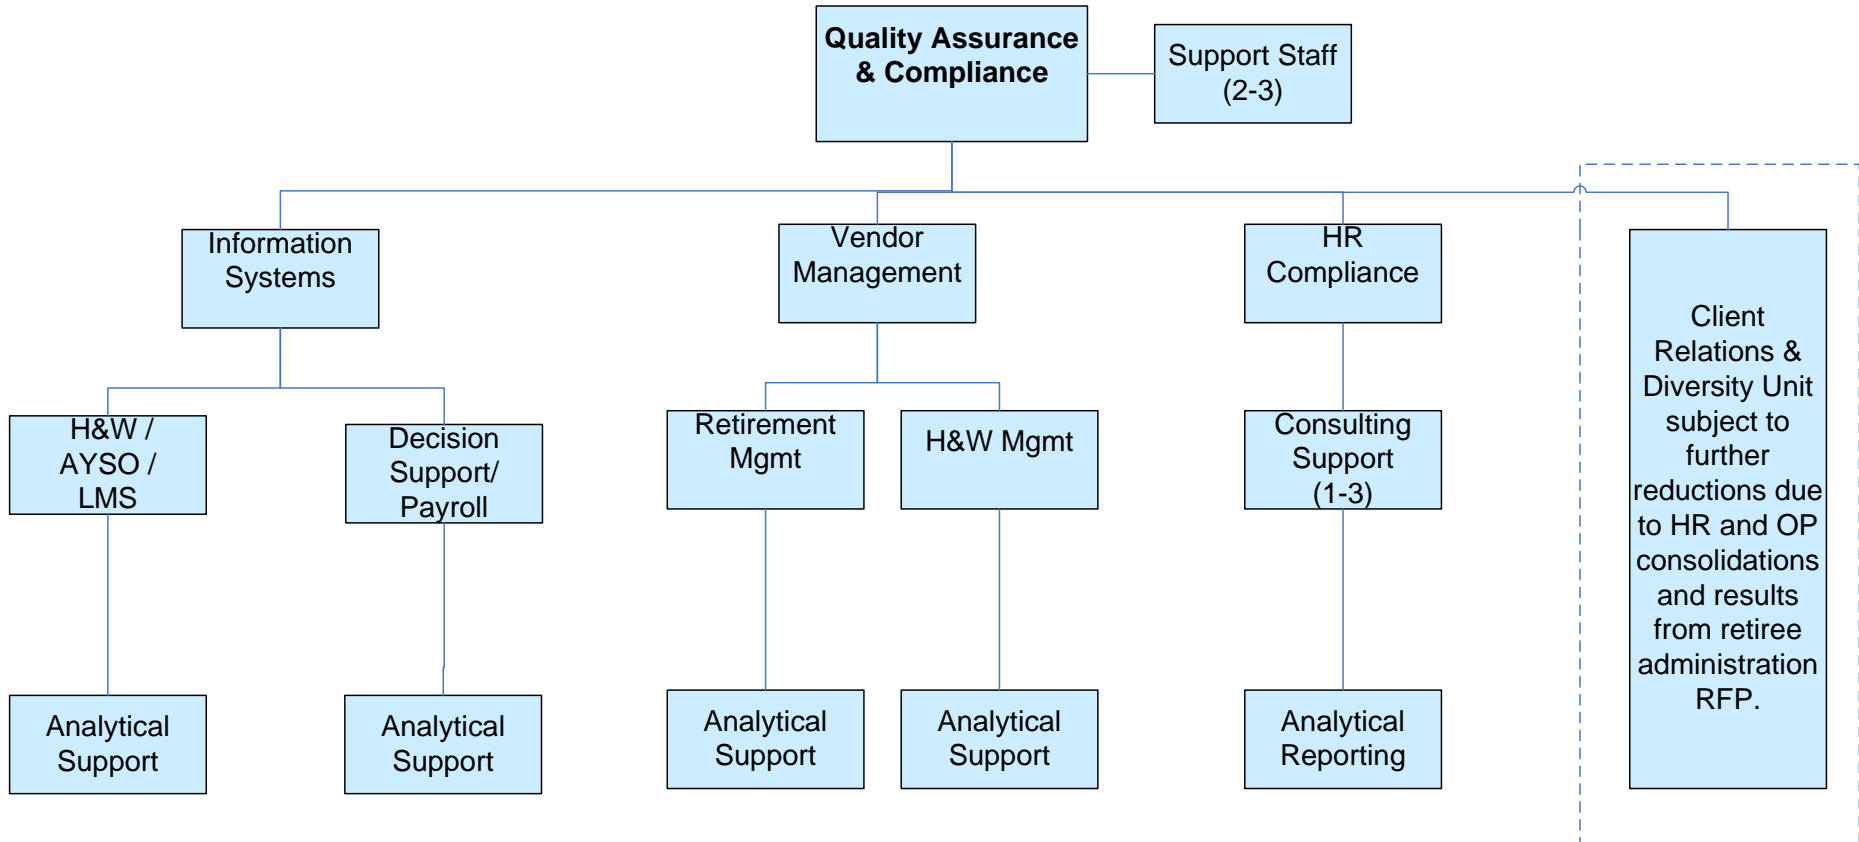 Quality Assurance
& Compliance
Support Staff
(2-3)
Information
Systems
Vendor
Management
HR
Compliance
Client
Relations &
Diversity Unit
subject to
further
reductions due
to HR and OP
consolidations
and results
from retiree
administration
RFP.
H&W /
AYSO /
LMS
Decision
Support/
Payroll
Retirement
Mgmt
H&W Mgmt
Consulting
Support
(1-3)
Analytical
Support
Analytical
Support
Analytical
Support
Analytical
Support
Analytical
Reporting